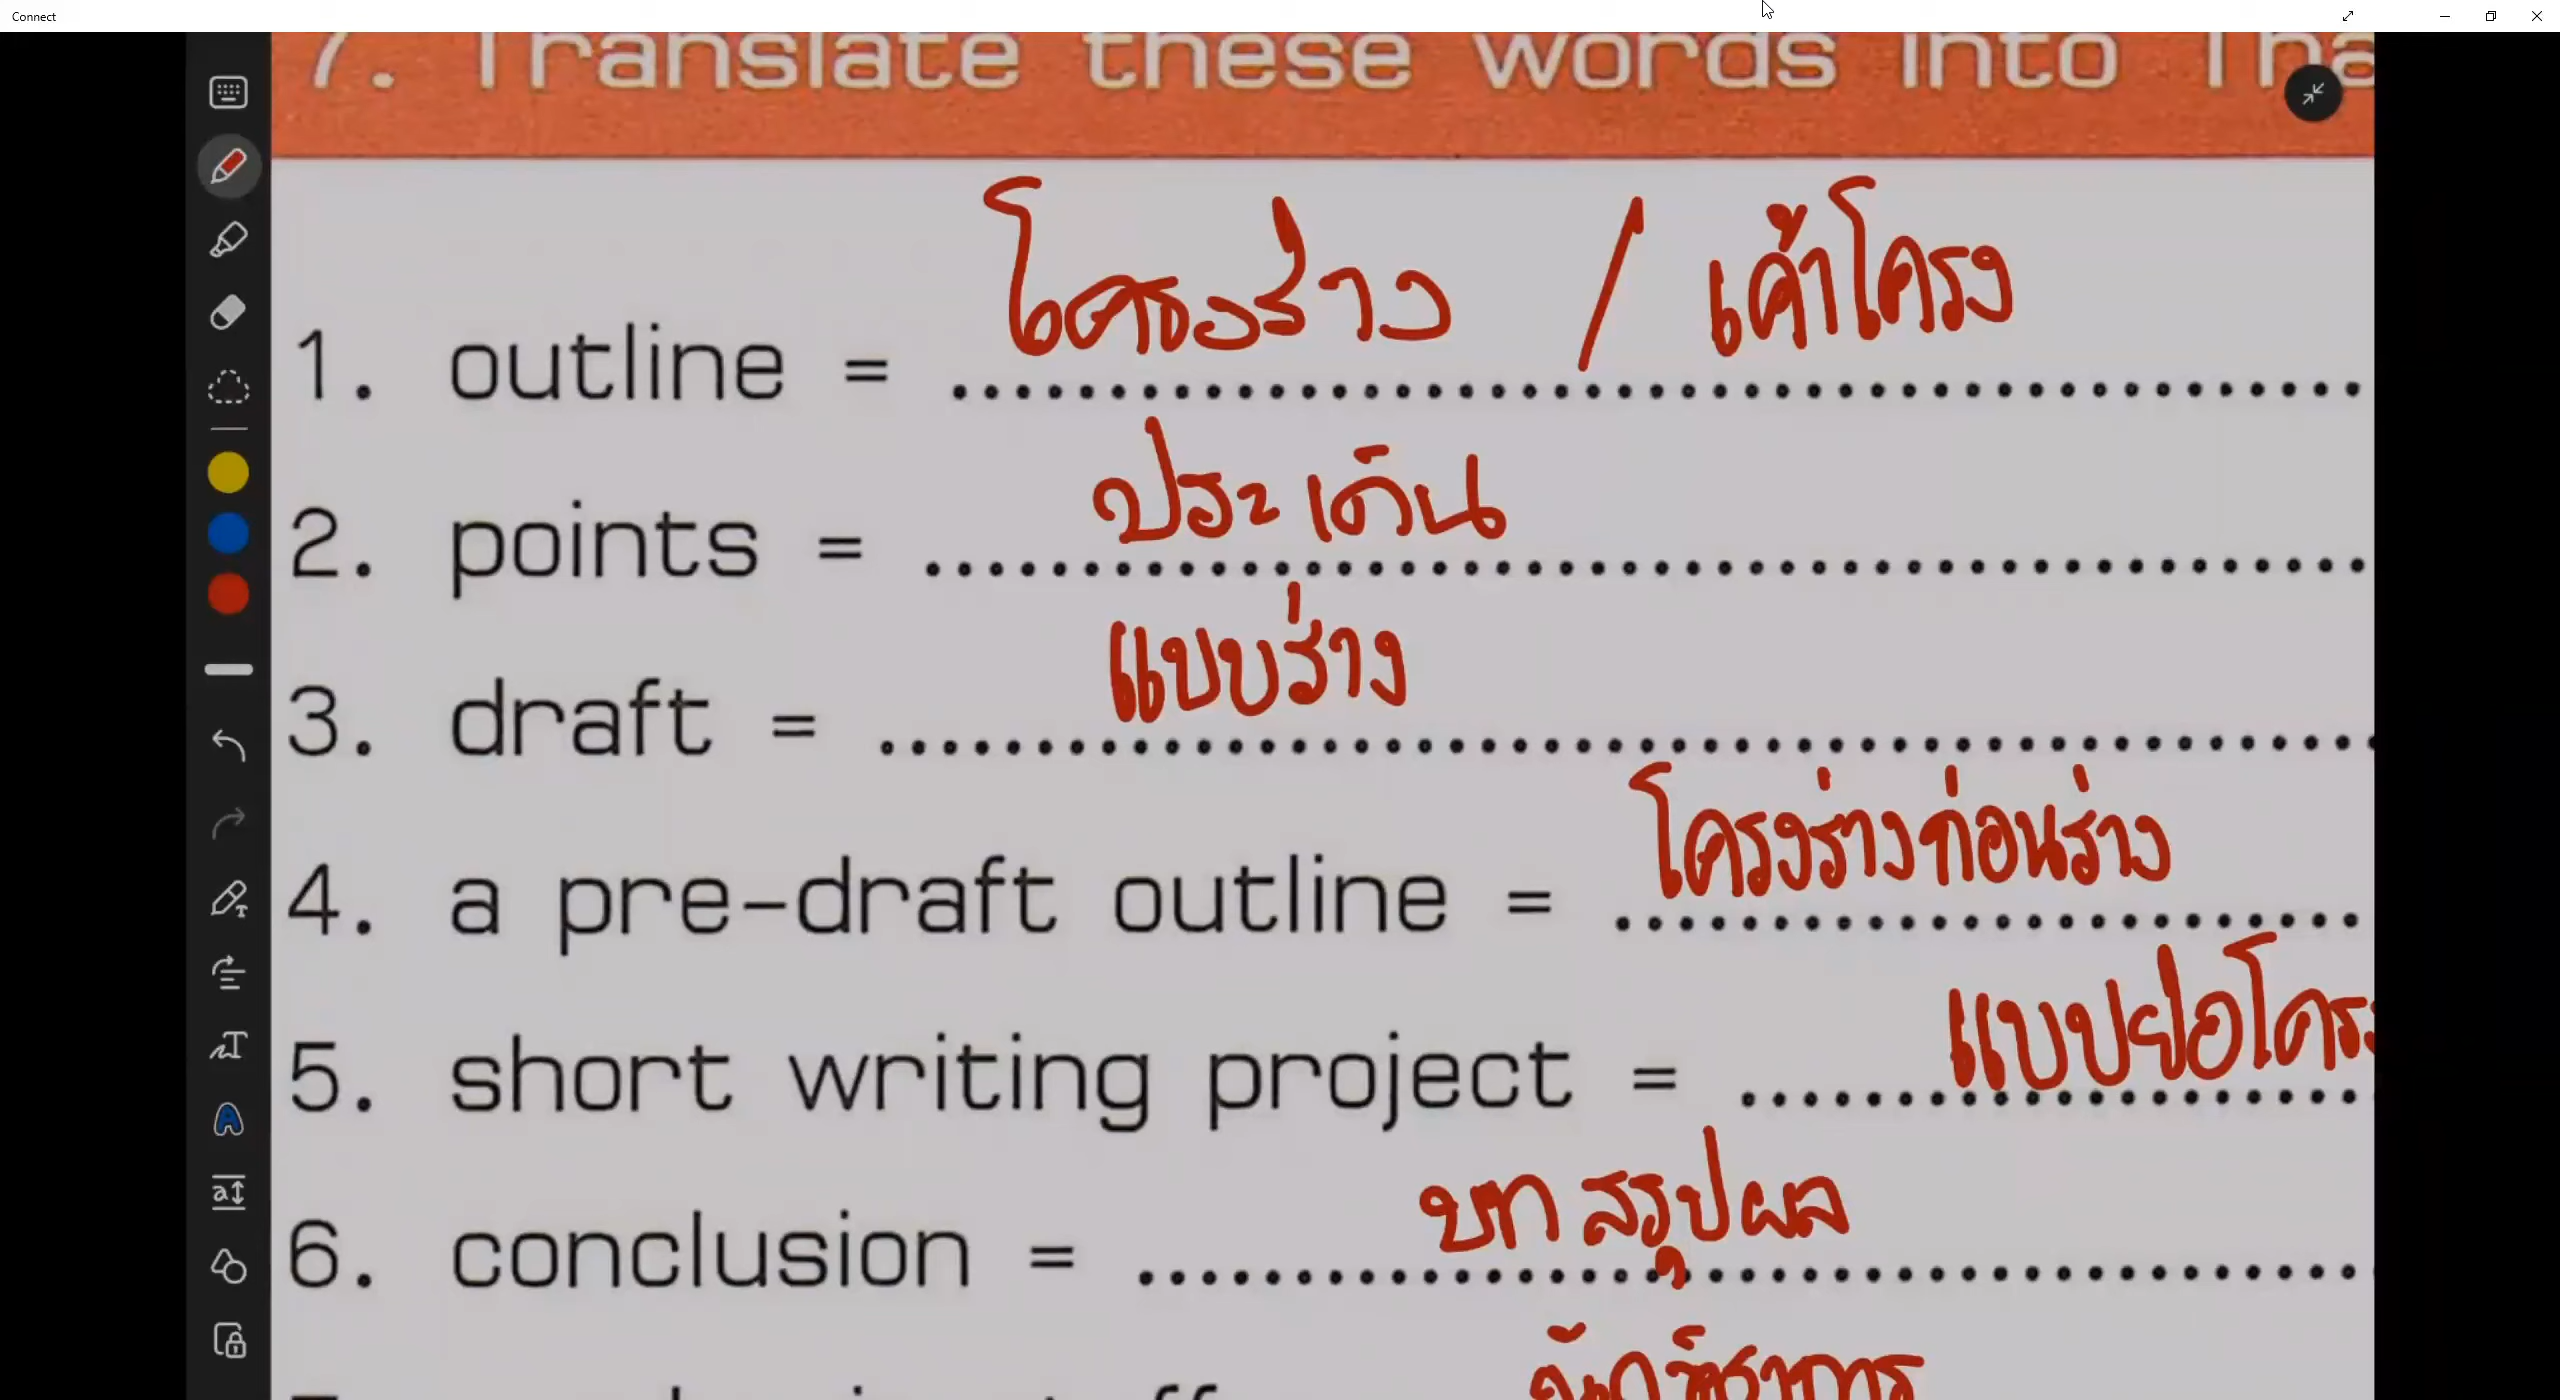 Connect
7. Translate these words into Tha
1. outline = โครงร่าง / เค้าโครง
2. points = ประเด็น
3. draft = แบบร่าง
4. a pre-draft outline = โครงร่างก่อนร่าง
5. short writing project = แบบย่อโคร
6. conclusion = บทสรุปผล